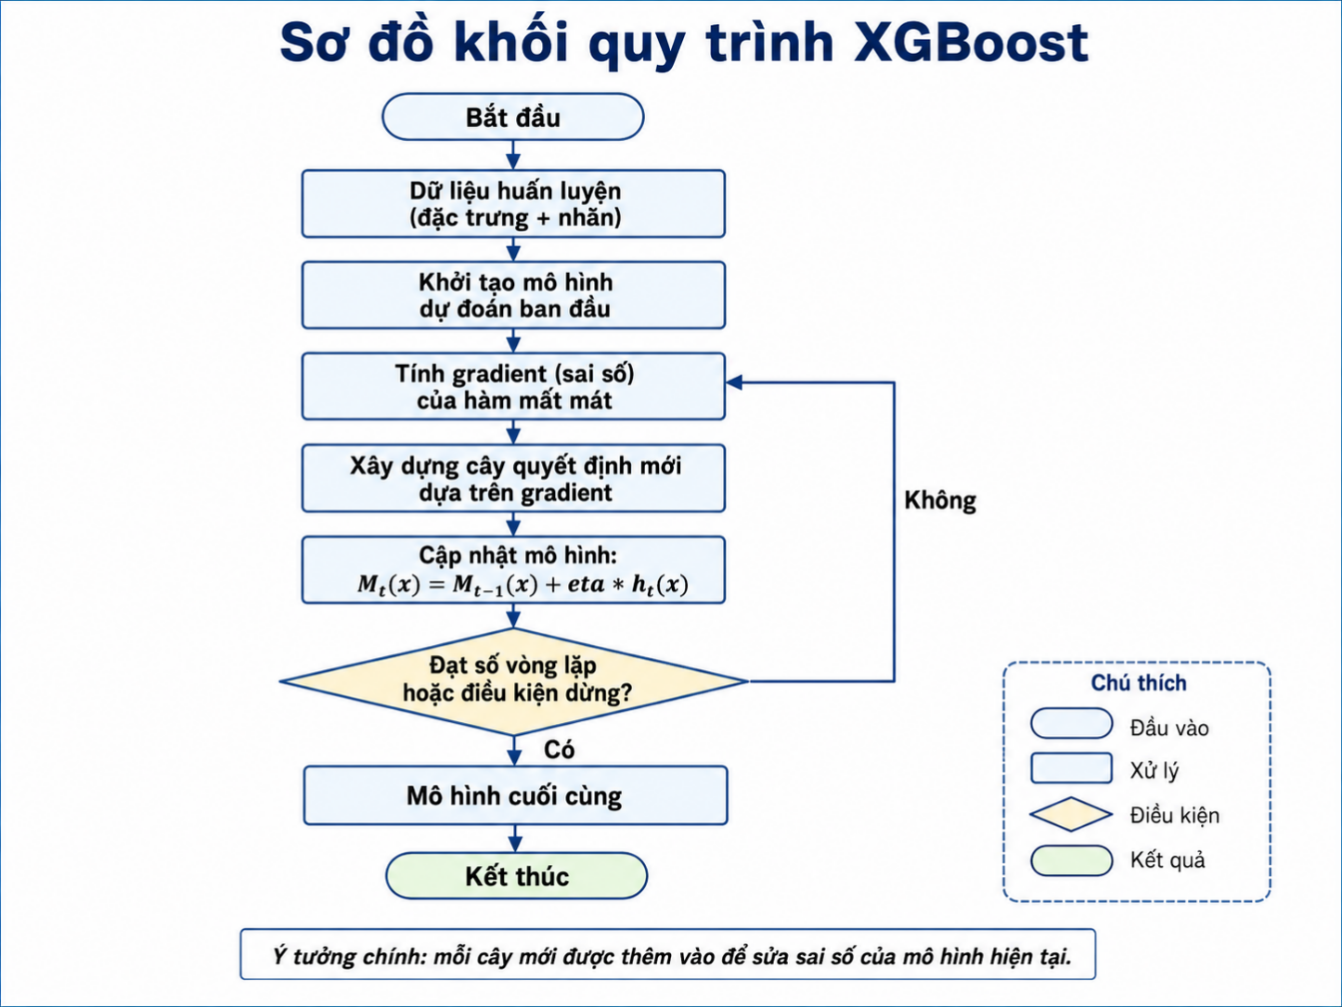 Sơ đồ khối quy trình XGBoost
Bắt đầu
Dữ liệu huấn luyện
(đặc trưng + nhãn)
Khởi tạo mô hình
dự đoán ban đầu
Tính gradient (sai số)
của hàm mất mát
Xây dựng cây quyết định mới
dựa trên gradient
Không
Cập nhật mô hình:
M_t(x) = M_{t−1}(x) + eta * h_t(x)
Đạt số vòng lặp
hoặc điều kiện dừng?
Có
Mô hình cuối cùng
Kết thúc
Chú thích
Đầu vào
Xử lý
Điều kiện
Kết quả
Ý tưởng chính: mỗi cây mới được thêm vào để sửa sai số của mô hình hiện tại.